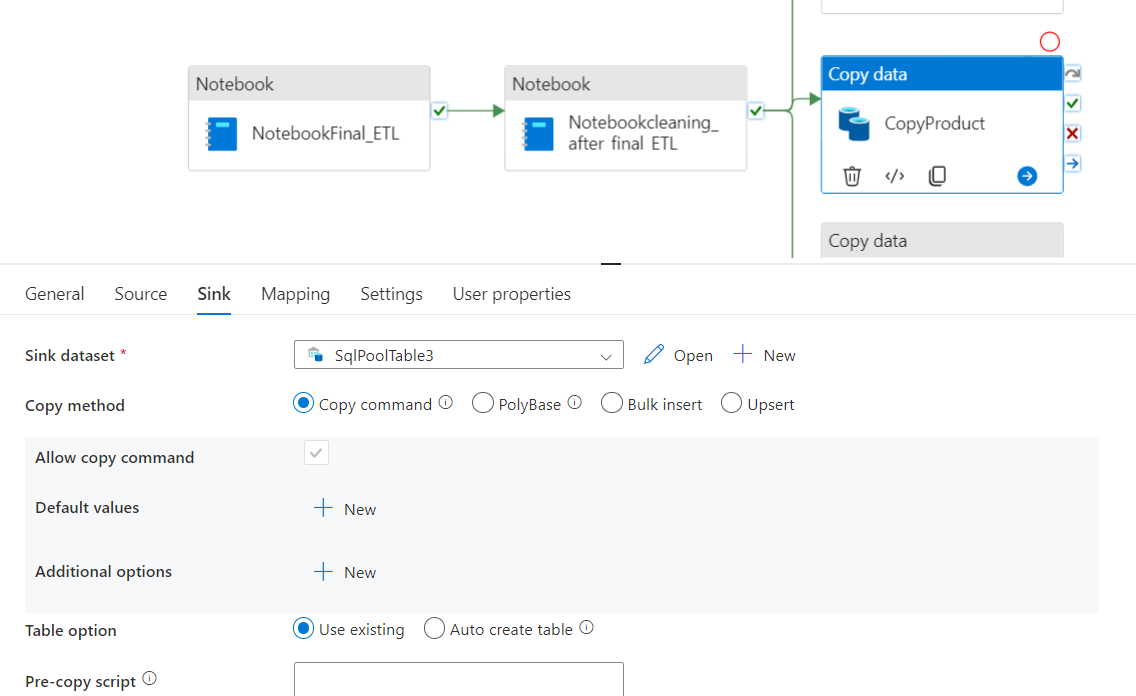 Notebook
NotebookFinal_ETL
Notebook
Notebookcleaning_
after final ETL
Copy data
CopyProduct
Copy data
General Source Sink Mapping Settings User properties
Sink dataset * SqlPoolTable3 Open New
Copy method Copy command PolyBase Bulk insert Upsert
Allow copy command
Default values New
Additional options New
Table option Use existing Auto create table
Pre-copy script